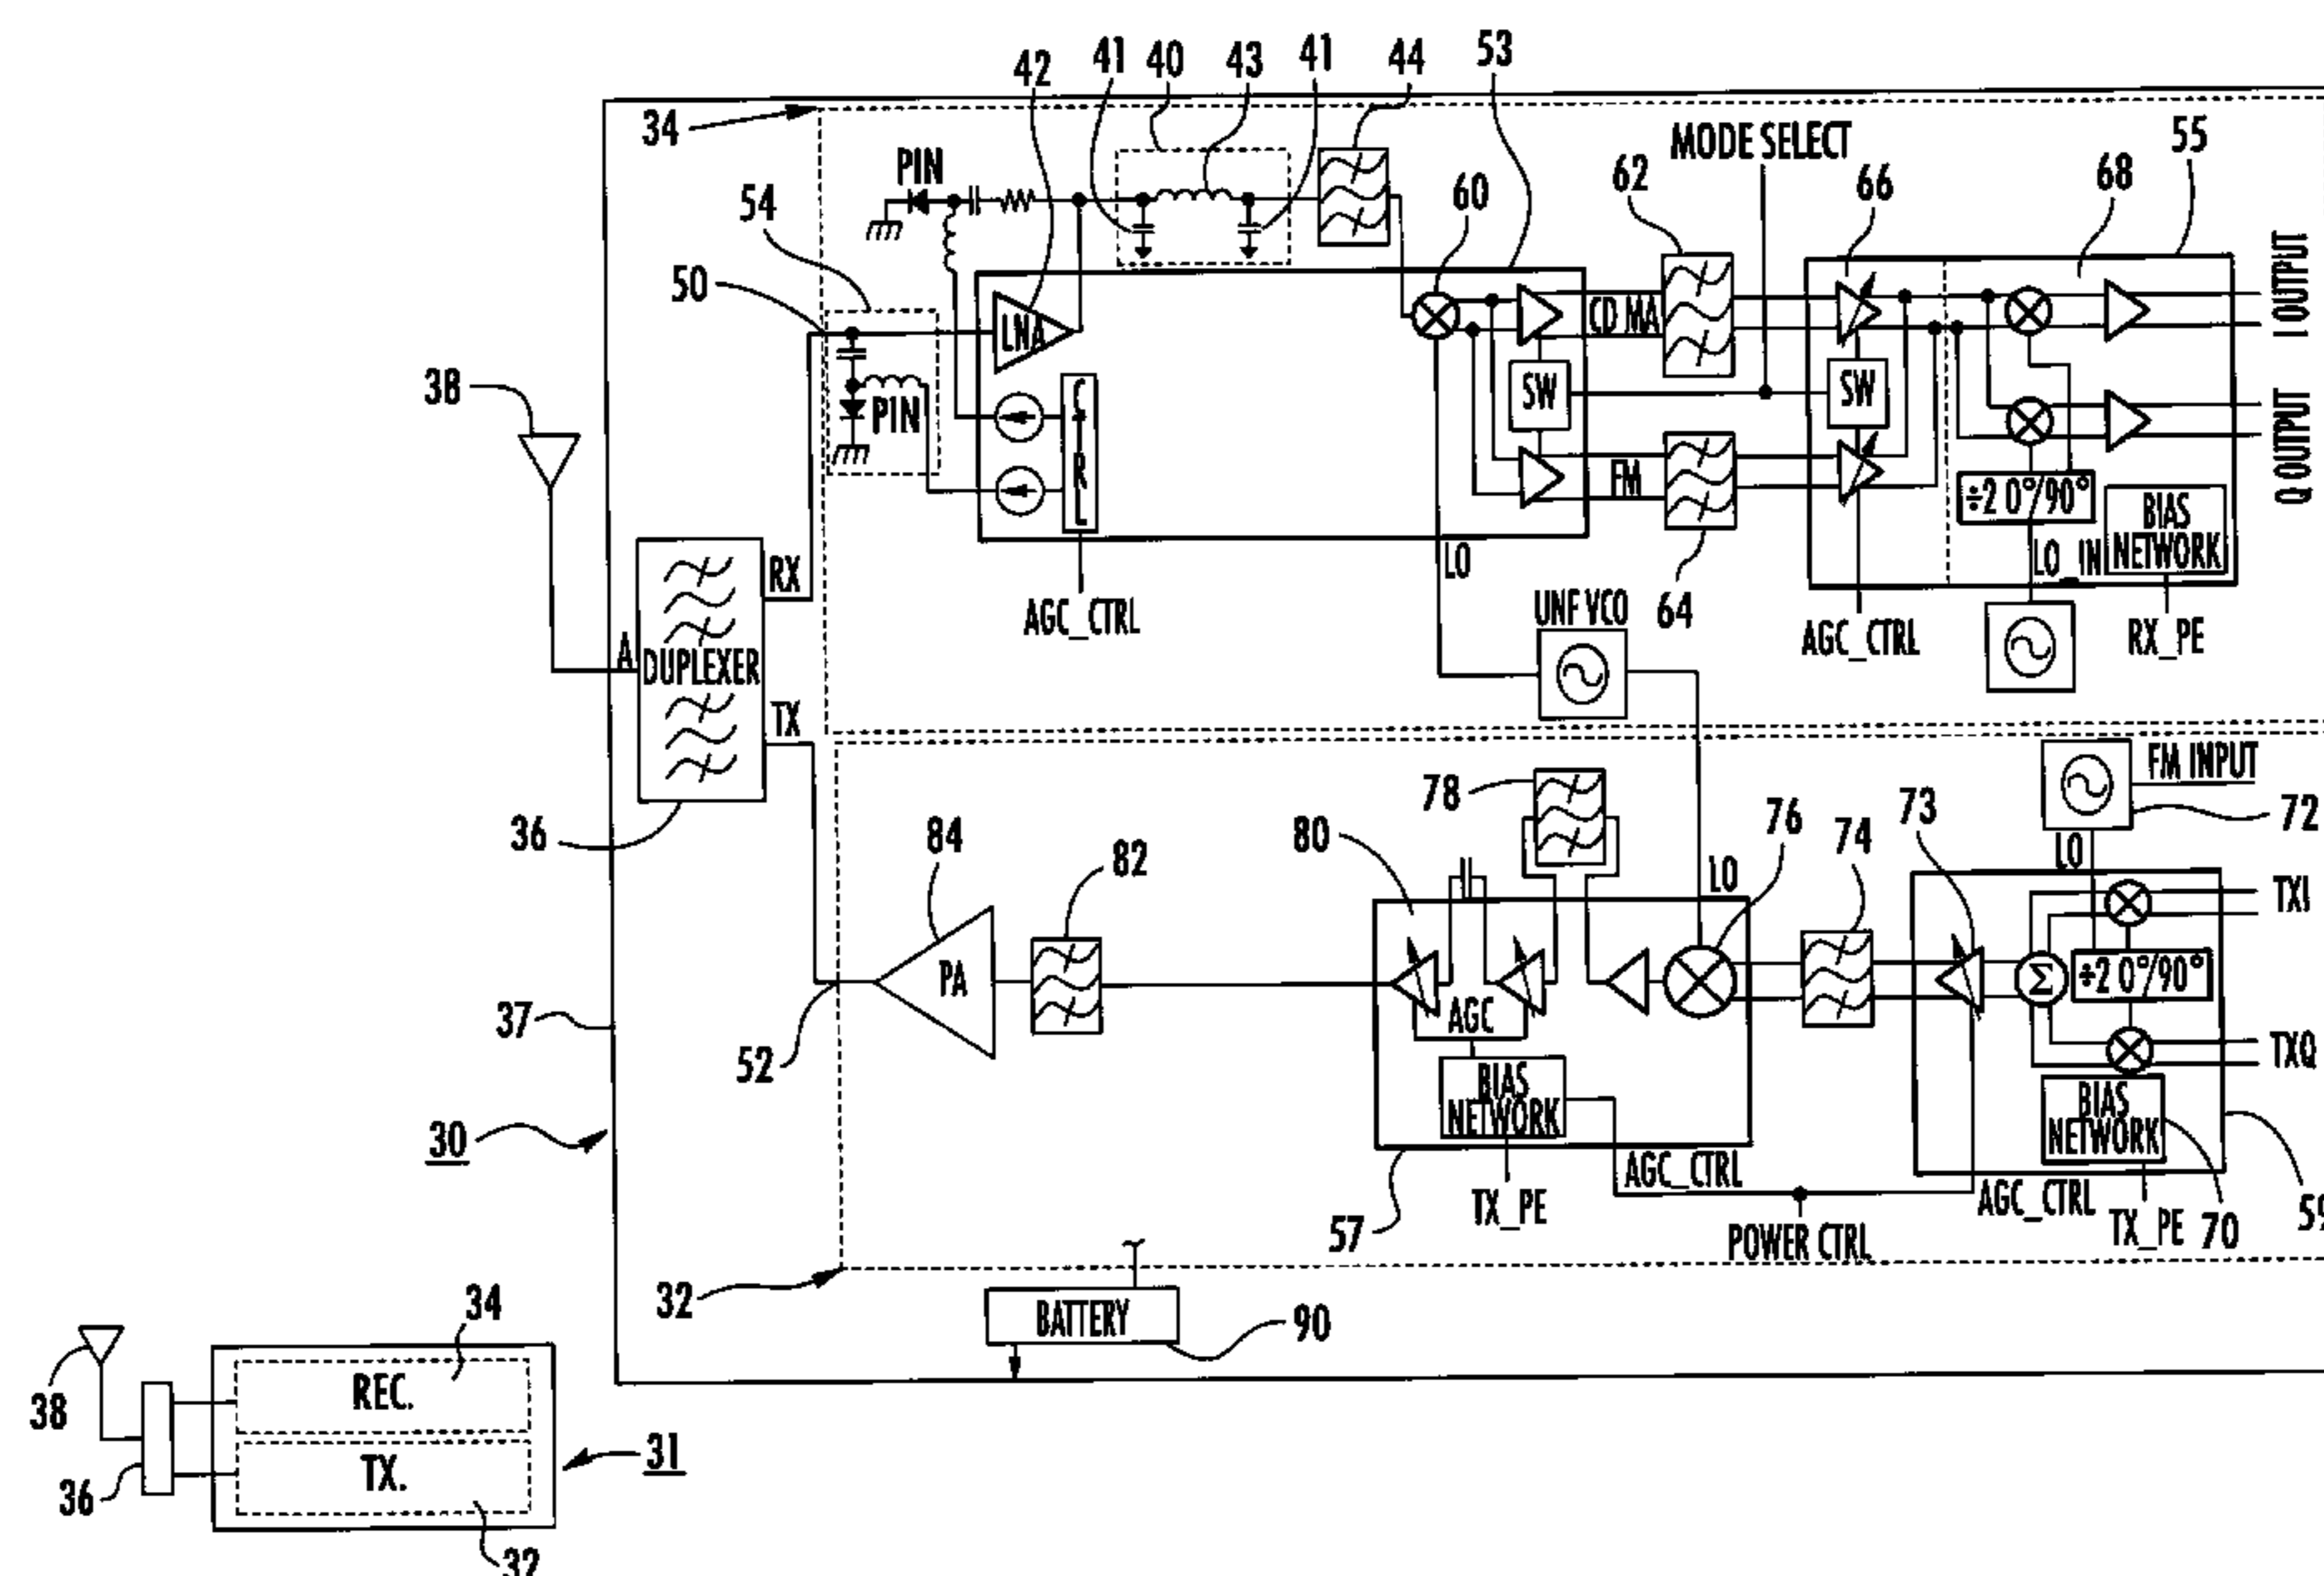 42
41
40
43
41
44
53
34
MODE SELECT
55
PIN
54
60
62
66
68
50
I OUTPUT
LNA
CD MA
SW
SW
38
PIN
CTRL
Q OUTPUT
FM
÷2 0°/90°
BIAS
NETWORK
LO
LO_IN
RX
AGC_CTRL
UNF VCO
64
AGC_CTRL
RX_PE
A
DUPLEXER
TX
FM INPUT
78
76
73
72
36
84
82
80
74
LO
LO
TXI
PA
Σ
÷2 0°/90°
37
AGC
52
TXQ
BIAS
NETWORK
BIAS
NETWORK
30
AGC_CTRL
AGC_CTRL
57
TX_PE
POWER CTRL
TX_PE
70
59
32
BATTERY
90
34
38
REC.
36
TX.
31
32